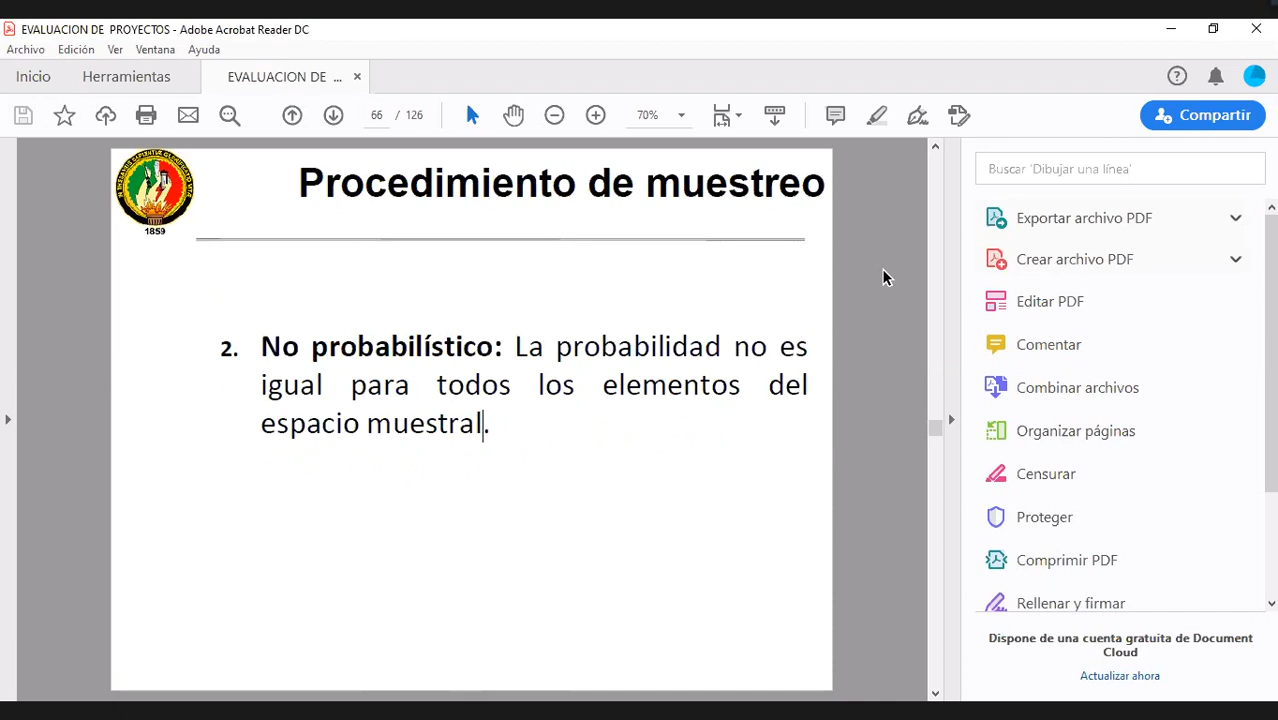 EVALUACION DE PROYECTOS - Adobe Acrobat Reader DC
Archivo Edición Ver Ventana Ayuda
Inicio Herramientas EVALUACION DE ... ×
66 / 126 70% Compartir
Procedimiento de muestreo
1859
2. No probabilístico: La probabilidad no es
igual para todos los elementos del
espacio muestral.
Buscar 'Dibujar una línea'
Exportar archivo PDF
Crear archivo PDF
Editar PDF
Comentar
Combinar archivos
Organizar páginas
Censurar
Proteger
Comprimir PDF
Rellenar y firmar
Dispone de una cuenta gratuita de Document
Cloud
Actualizar ahora